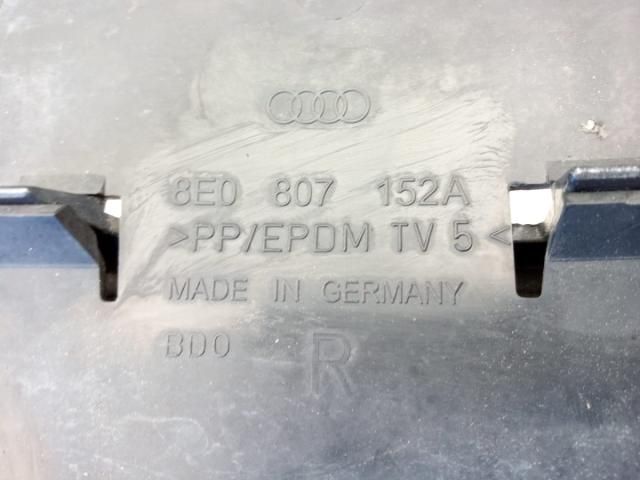 8E0 807 152A
>PP/EPDM TV 5<
MADE IN GERMANY
BDO R